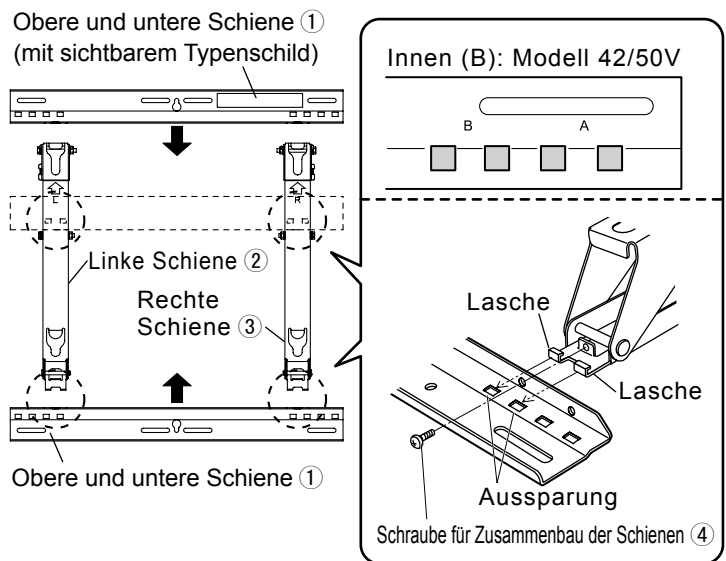 Obere und untere Schiene ①
(mit sichtbarem Typenschild)
L
R
Linke Schiene ②
Rechte
Schiene ③
Obere und untere Schiene ①
Innen (B): Modell 42/50V
B
A
Lasche
Lasche
Aussparung
Schraube für Zusammenbau der Schienen ④